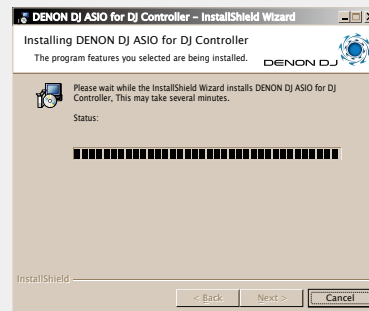 DENON DJ ASIO for DJ Controller – InstallShield Wizard
Installing DENON DJ ASIO for DJ Controller
The program features you selected are being installed.
DENON DJ
Please wait while the InstallShield Wizard installs DENON DJ ASIO for DJ
Controller, This may take several minutes.
Status:
InstallShield
< Back
Next >
Cancel